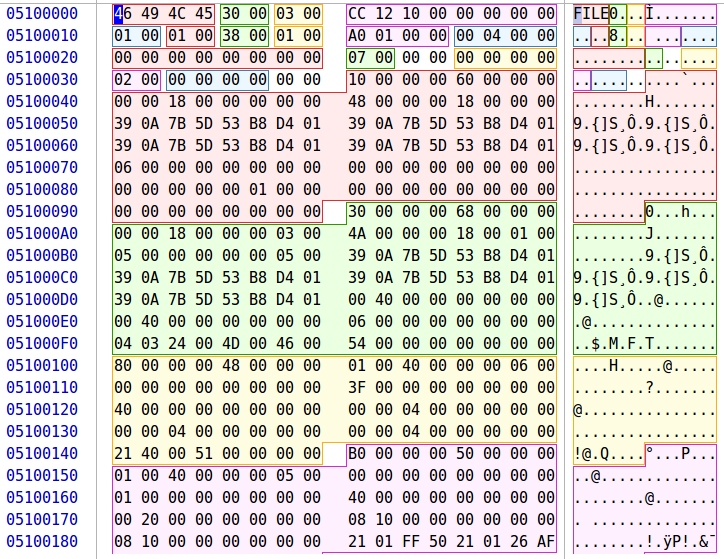 05100000 46 49 4C 45 30 00 03 00 CC 12 10 00 00 00 00 00 FILE0...Ì.......
05100010 01 00 01 00 38 00 01 00 A0 01 00 00 00 04 00 00 ....8... .......
05100020 00 00 00 00 00 00 00 00 07 00 00 00 00 00 00 00 ................
05100030 02 00 00 00 00 00 00 00 10 00 00 00 60 00 00 00 ............`...
05100040 00 00 18 00 00 00 00 00 48 00 00 00 18 00 00 00 ........H.......
05100050 39 0A 7B 5D 53 B8 D4 01 39 0A 7B 5D 53 B8 D4 01 9.{]S¸Ô.9.{]S¸Ô.
05100060 39 0A 7B 5D 53 B8 D4 01 39 0A 7B 5D 53 B8 D4 01 9.{]S¸Ô.9.{]S¸Ô.
05100070 06 00 00 00 00 00 00 00 00 00 00 00 00 00 00 00 ................
05100080 00 00 00 00 00 01 00 00 00 00 00 00 00 00 00 00 ................
05100090 00 00 00 00 00 00 00 00 30 00 00 00 68 00 00 00 ........0...h...
051000A0 00 00 18 00 00 00 03 00 4A 00 00 00 18 00 01 00 ........J.......
051000B0 05 00 00 00 00 00 05 00 39 0A 7B 5D 53 B8 D4 01 ........9.{]S¸Ô.
051000C0 39 0A 7B 5D 53 B8 D4 01 39 0A 7B 5D 53 B8 D4 01 9.{]S¸Ô.9.{]S¸Ô.
051000D0 39 0A 7B 5D 53 B8 D4 01 00 40 00 00 00 00 00 00 9.{]S¸Ô..@......
051000E0 00 40 00 00 00 00 00 00 06 00 00 00 00 00 00 00 .@..............
051000F0 04 03 24 00 4D 00 46 00 54 00 00 00 00 00 00 00 ..$.M.F.T.......
05100100 80 00 00 00 48 00 00 00 01 00 40 00 00 00 06 00 ....H.....@.....
05100110 00 00 00 00 00 00 00 00 3F 00 00 00 00 00 00 00 ........?.......
05100120 40 00 00 00 00 00 00 00 00 00 04 00 00 00 00 00 @...............
05100130 00 00 04 00 00 00 00 00 00 00 04 00 00 00 00 00 ................
05100140 21 40 00 51 00 00 00 00 B0 00 00 00 50 00 00 00 !@.Q....°...P...
05100150 01 00 40 00 00 00 05 00 00 00 00 00 00 00 00 00 ..@.............
05100160 01 00 00 00 00 00 00 00 40 00 00 00 00 00 00 00 ........@.......
05100170 00 20 00 00 00 00 00 00 08 10 00 00 00 00 00 00 . ..............
05100180 08 10 00 00 00 00 00 00 21 01 FF 50 21 01 26 AF ........!.ÿP!.&¯